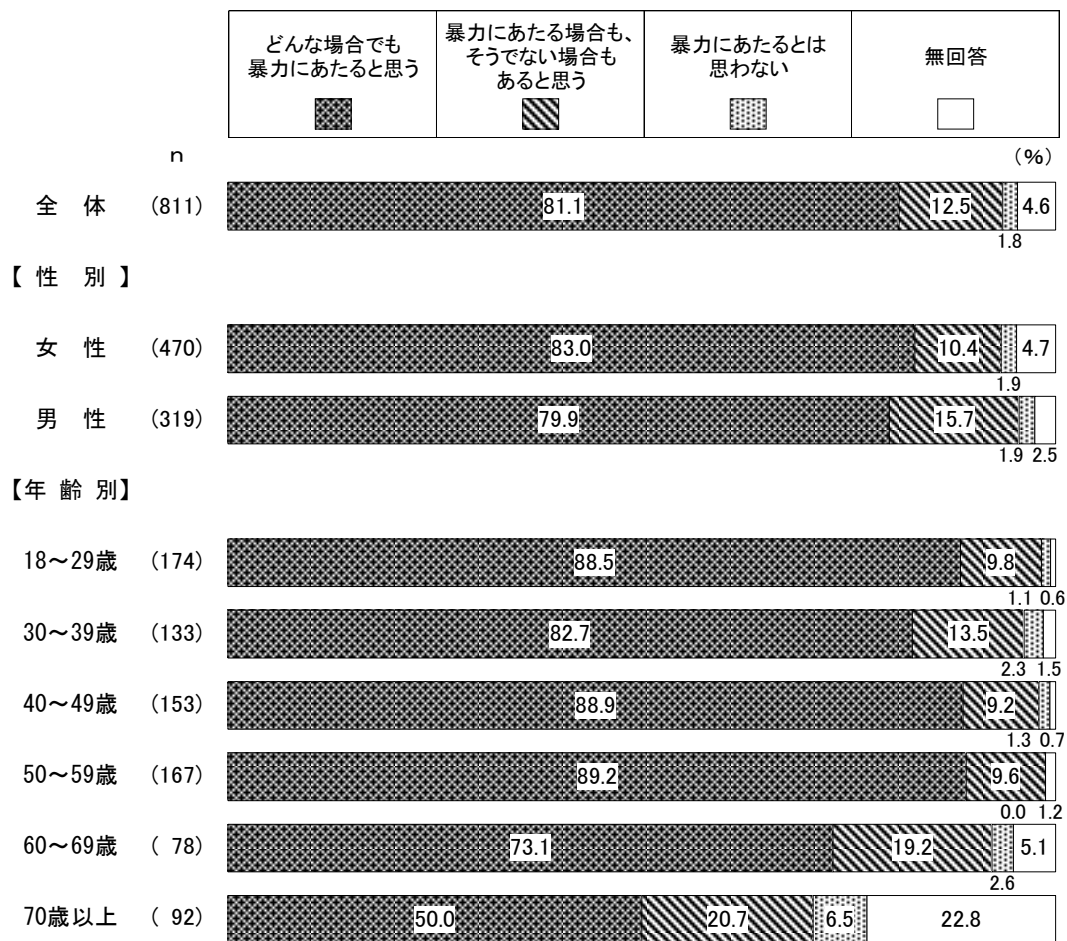 どんな場合でも
暴力にあたると思う
暴力にあたる場合も、
そうでない場合も
あると思う
暴力にあたるとは
思わない
無回答
ｎ
(%)
全 体 (811) 81.1 12.5 4.6
1.8
【 性 別 】
女 性 (470) 83.0 10.4 4.7
1.9
男 性 (319) 79.9 15.7
1.9 2.5
【年 齢 別】
18～29歳 (174) 88.5 9.8
1.1 0.6
30～39歳 (133) 82.7 13.5
2.3 1.5
40～49歳 (153) 88.9 9.2
1.3 0.7
50～59歳 (167) 89.2 9.6
0.0 1.2
60～69歳 ( 78) 73.1 19.2 5.1
2.6
70歳以上 ( 92) 50.0 20.7 6.5 22.8